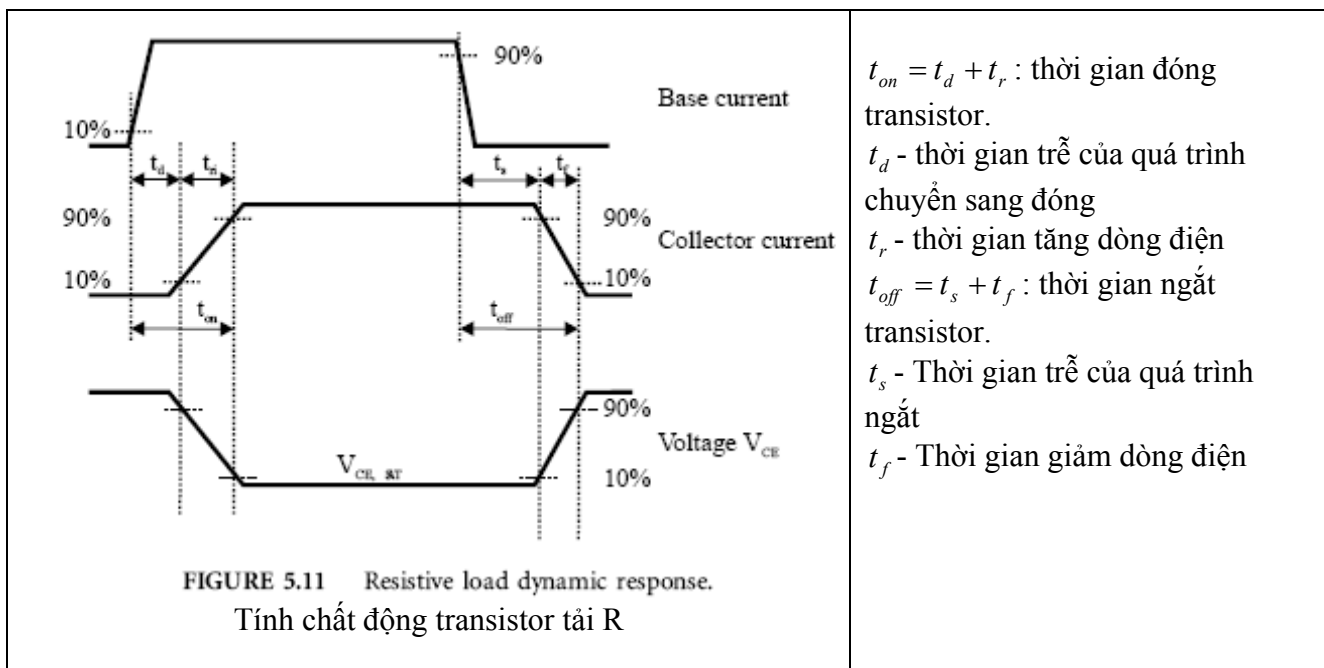 90%
Base current
10%
t_d t_ri t_s t_f
90% 90%
Collector current
10% 10%
t_on t_off
90%
Voltage V_CE
V_CE, ST
10%
FIGURE 5.11 Resistive load dynamic response.
Tính chất động transistor tải R
t_on = t_d + t_r : thời gian đóng
transistor.
t_d - thời gian trễ của quá trình
chuyển sang đóng
t_r - thời gian tăng dòng điện
t_off = t_s + t_f : thời gian ngắt
transistor.
t_s - Thời gian trễ của quá trình
ngắt
t_f - Thời gian giảm dòng điện